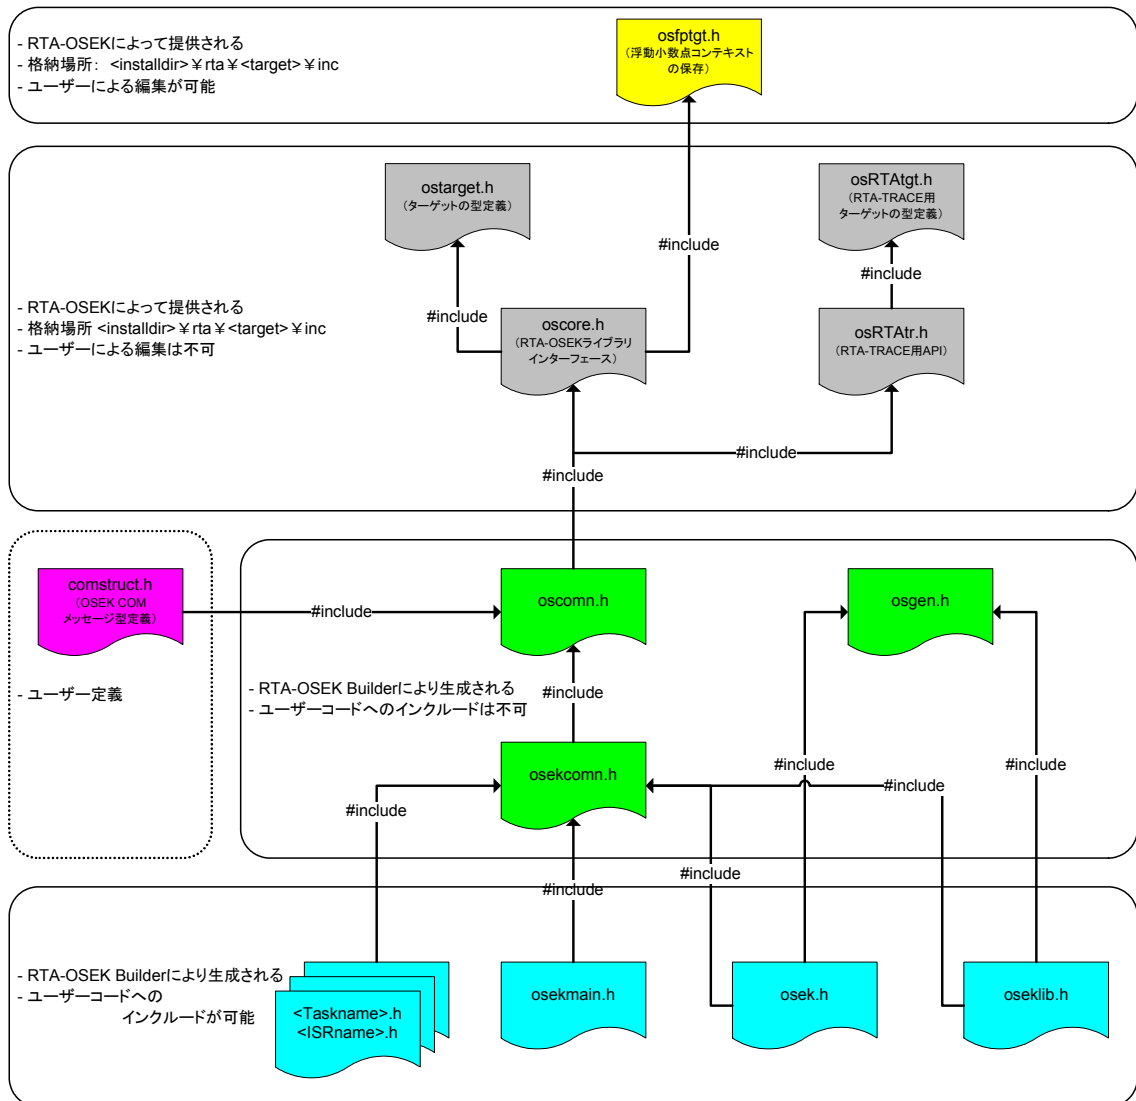 - RTA-OSEKによって提供される
- 格納場所: <installdir>¥rta¥<target>¥inc
- ユーザーによる編集が可能
osfptgt.h
(浮動小数点コンテキスト
の保存)
ostarget.h
(ターゲットの型定義)
osRTAtgt.h
(RTA-TRACE用
ターゲットの型定義)
#include
#include
#include
- RTA-OSEKによって提供される
- 格納場所 <installdir>¥rta¥<target>¥inc
- ユーザーによる編集は不可
oscore.h
(RTA-OSEKライブラリ
インターフェース)
osRTAtr.h
(RTA-TRACE用API)
#include
#include
comstruct.h
(OSEK COM
メッセージ型定義)
#include
oscomn.h
osgen.h
- ユーザー定義
- RTA-OSEK Builderにより生成される
- ユーザーコードへのインクルードは不可
#include
osekcomn.h
#include
#include
#include
#include
#include
#include
- RTA-OSEK Builderにより生成される
- ユーザーコードへの
インクルードが可能
<Taskname>.h
<ISRname>.h
osekmain.h
osek.h
oseklib.h